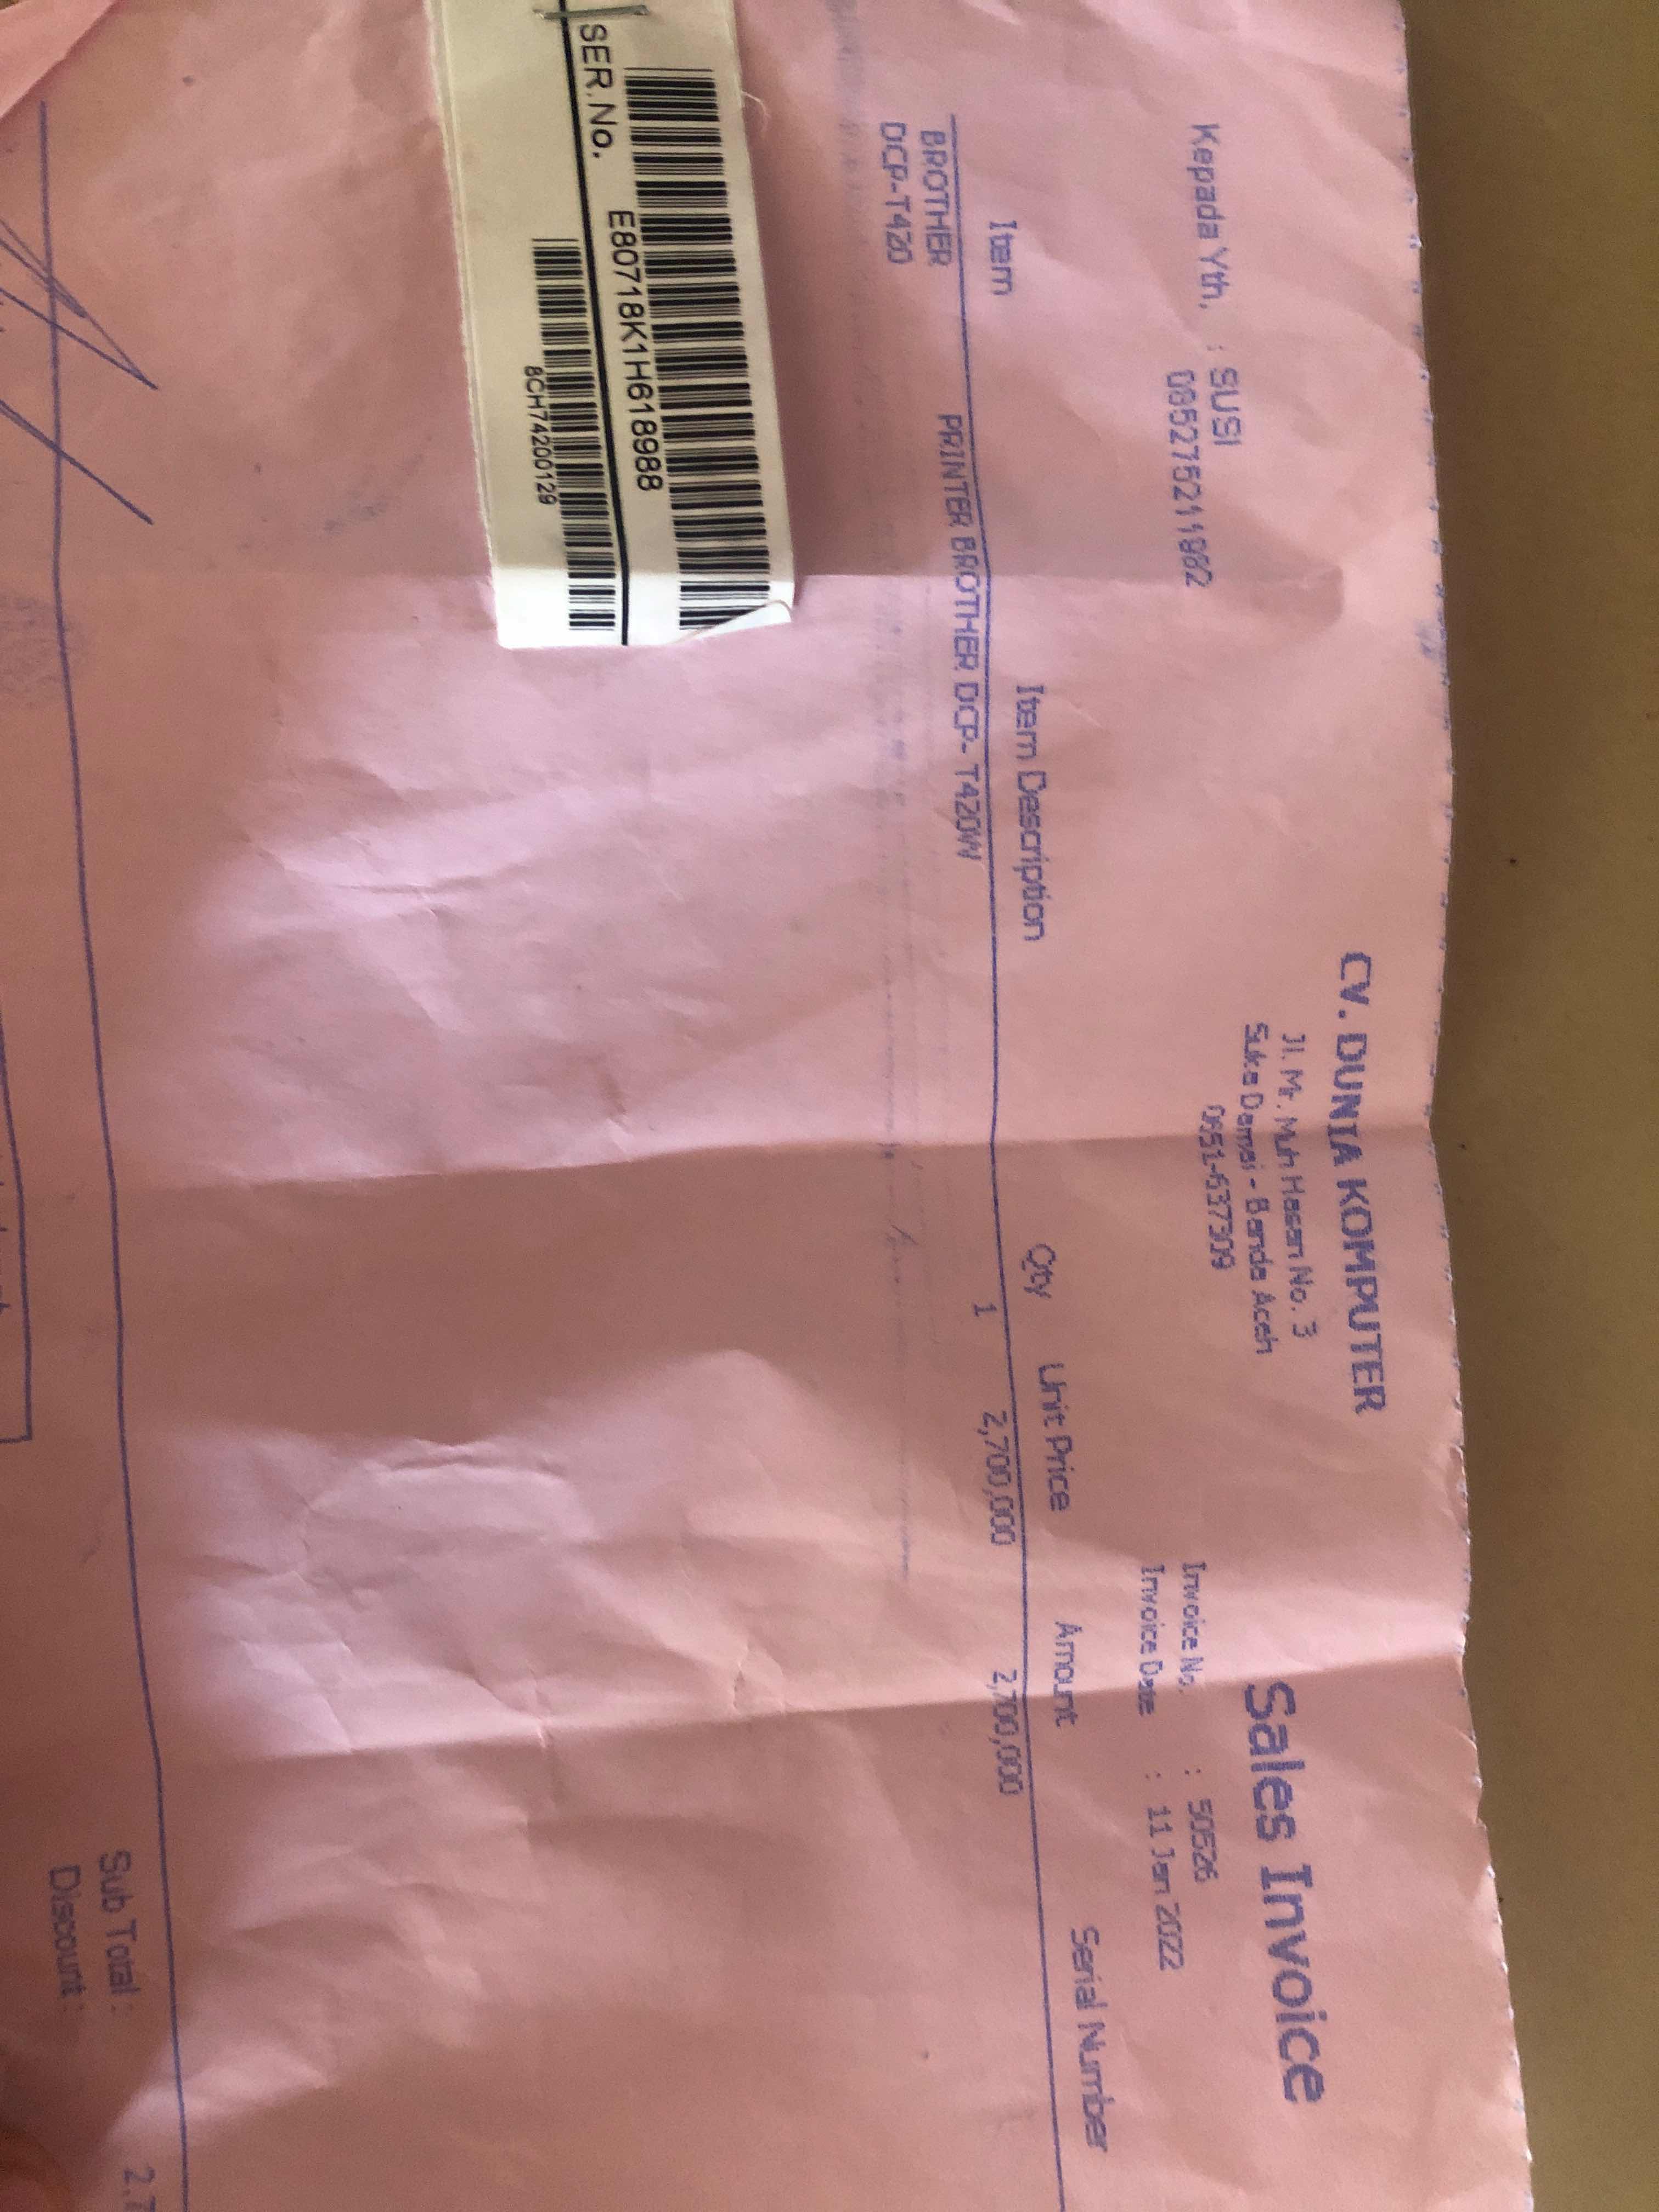 CV. DUNIA KOMPUTER
Jl. Mr. Muh Hasan No. 3
Suka Damai - Banda Aceh
0651-637309
Sales Invoice
Kepada Yth. : SUSI
Invoice No. : 50526
Invoice Date : 11 Jan 2022
Item Item Description Qty Unit Price Amount Serial Number
BROTHER PRINTER BROTHER DCP- T420W 1 2,700,000 2,700,000
DCP-T420
SER.No. E80718K1H618988
8CH74200129
Sub Total :
Discount :